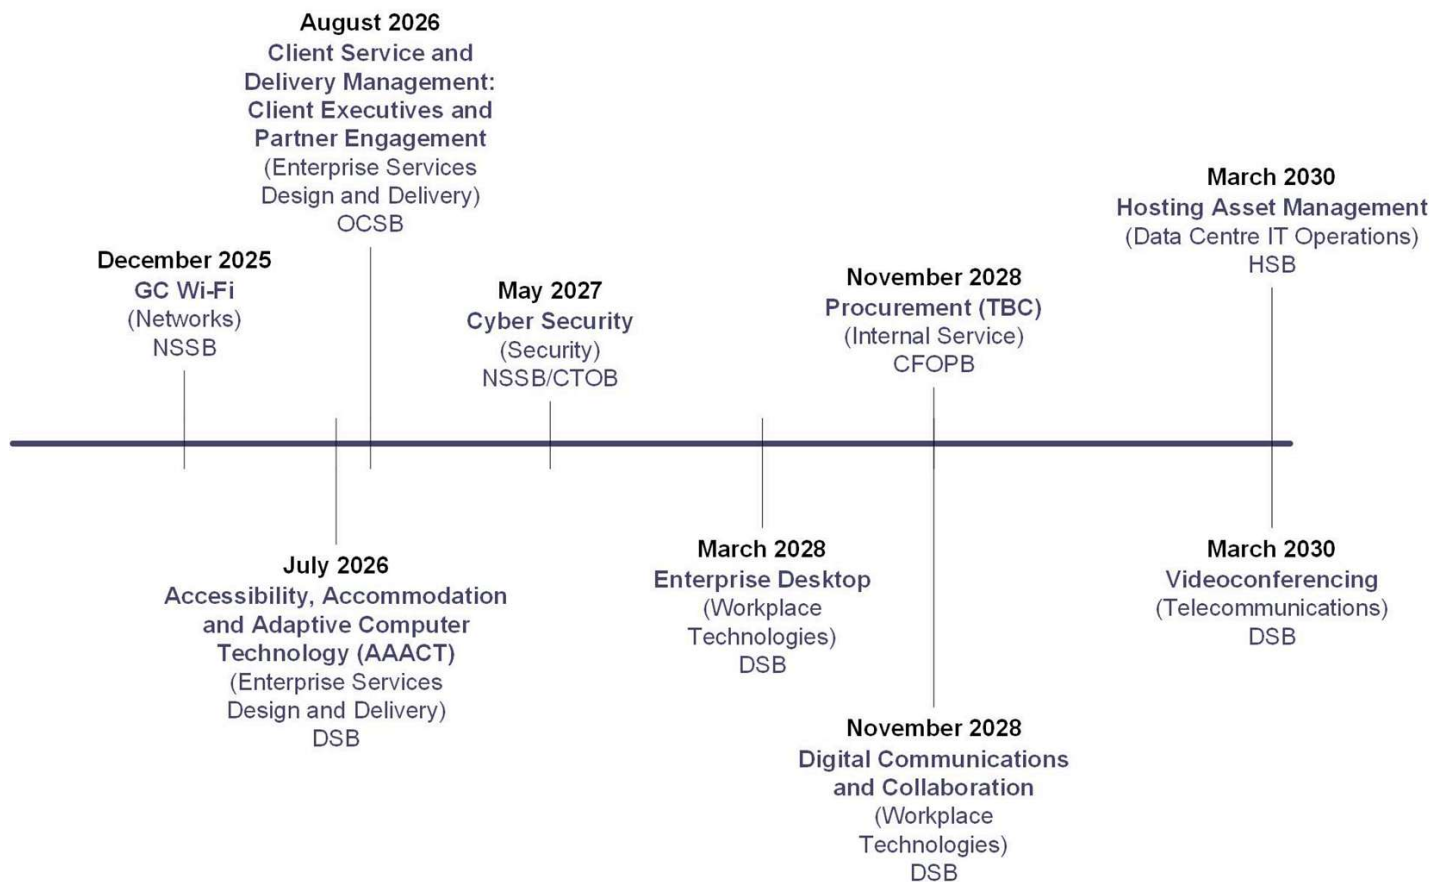 August 2026
Client Service and
Delivery Management:
Client Executives and
Partner Engagement
(Enterprise Services
Design and Delivery)
OCSB
March 2030
Hosting Asset Management
(Data Centre IT Operations)
HSB
December 2025
GC Wi-Fi
(Networks)
NSSB
May 2027
Cyber Security
(Security)
NSSB/CTOB
November 2028
Procurement (TBC)
(Internal Service)
CFOPB
July 2026
Accessibility, Accommodation
and Adaptive Computer
Technology (AAACT)
(Enterprise Services
Design and Delivery)
DSB
March 2028
Enterprise Desktop
(Workplace
Technologies)
DSB
November 2028
Digital Communications
and Collaboration
(Workplace
Technologies)
DSB
March 2030
Videoconferencing
(Telecommunications)
DSB